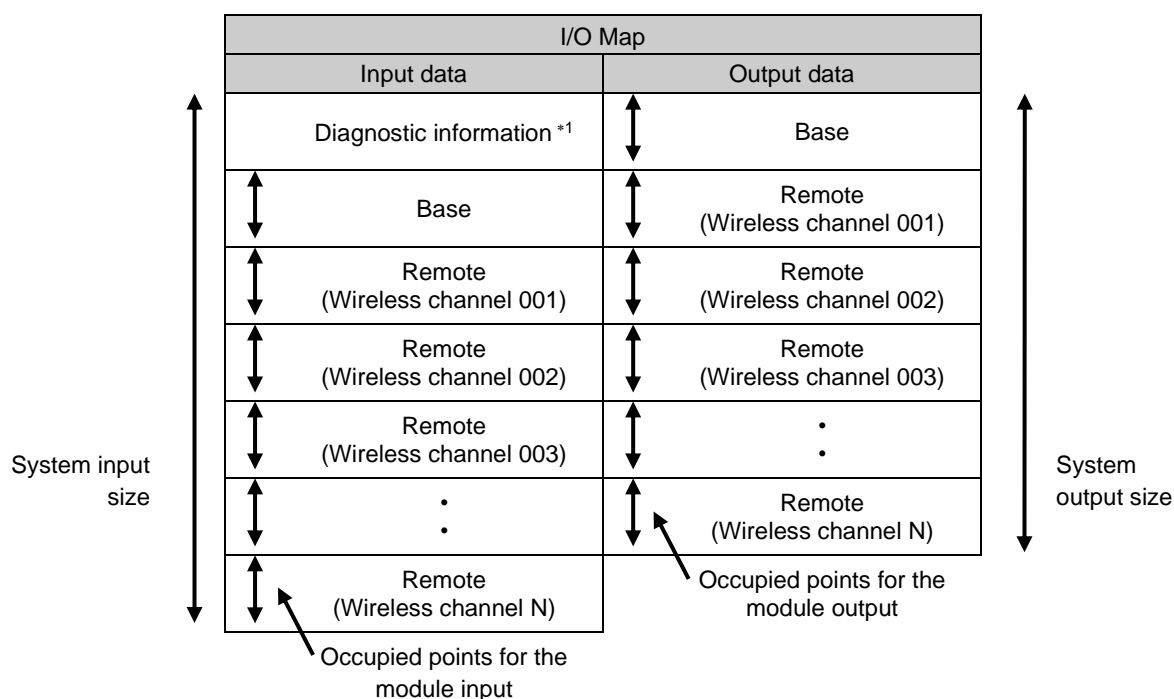 I/O Map
Input data
Output data
Diagnostic information *1
Base
Base
Remote
(Wireless channel 001)
Remote
(Wireless channel 001)
Remote
(Wireless channel 002)
Remote
(Wireless channel 002)
Remote
(Wireless channel 003)
Remote
(Wireless channel 003)
・
・
System input
size
System
output size
・
・
Remote
(Wireless channel N)
Remote
(Wireless channel N)
Occupied points for the
module output
Occupied points for the
module input